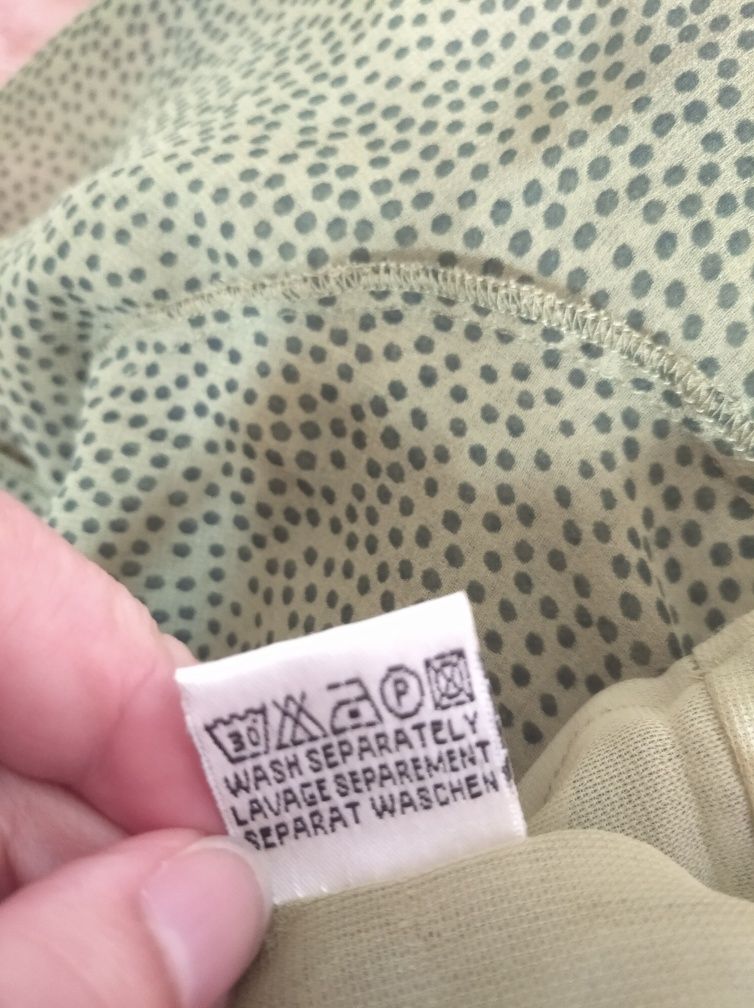 30 P
WASH SEPARATELY
LAVAGE SEPAREMENT
SEPARAT WASCHEN